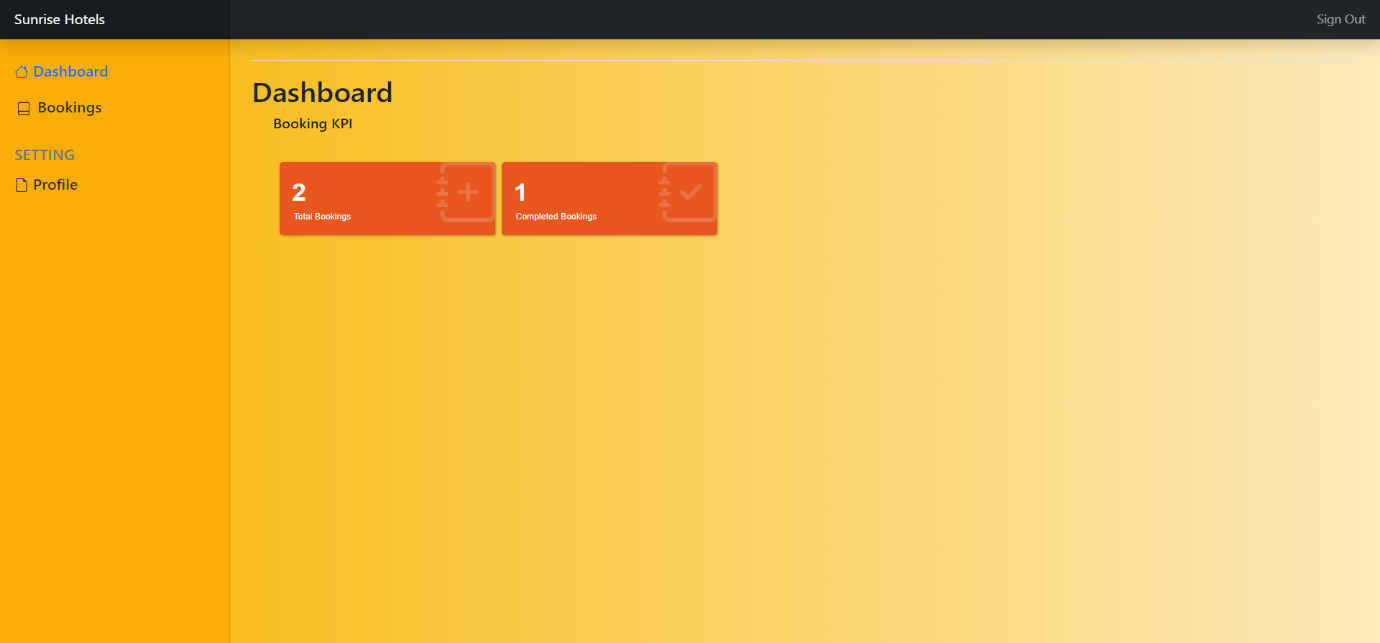 Sunrise Hotels
Sign Out
Dashboard
Bookings
SETTING
Profile
Dashboard
Booking KPI
2
Total Bookings
1
Completed Bookings